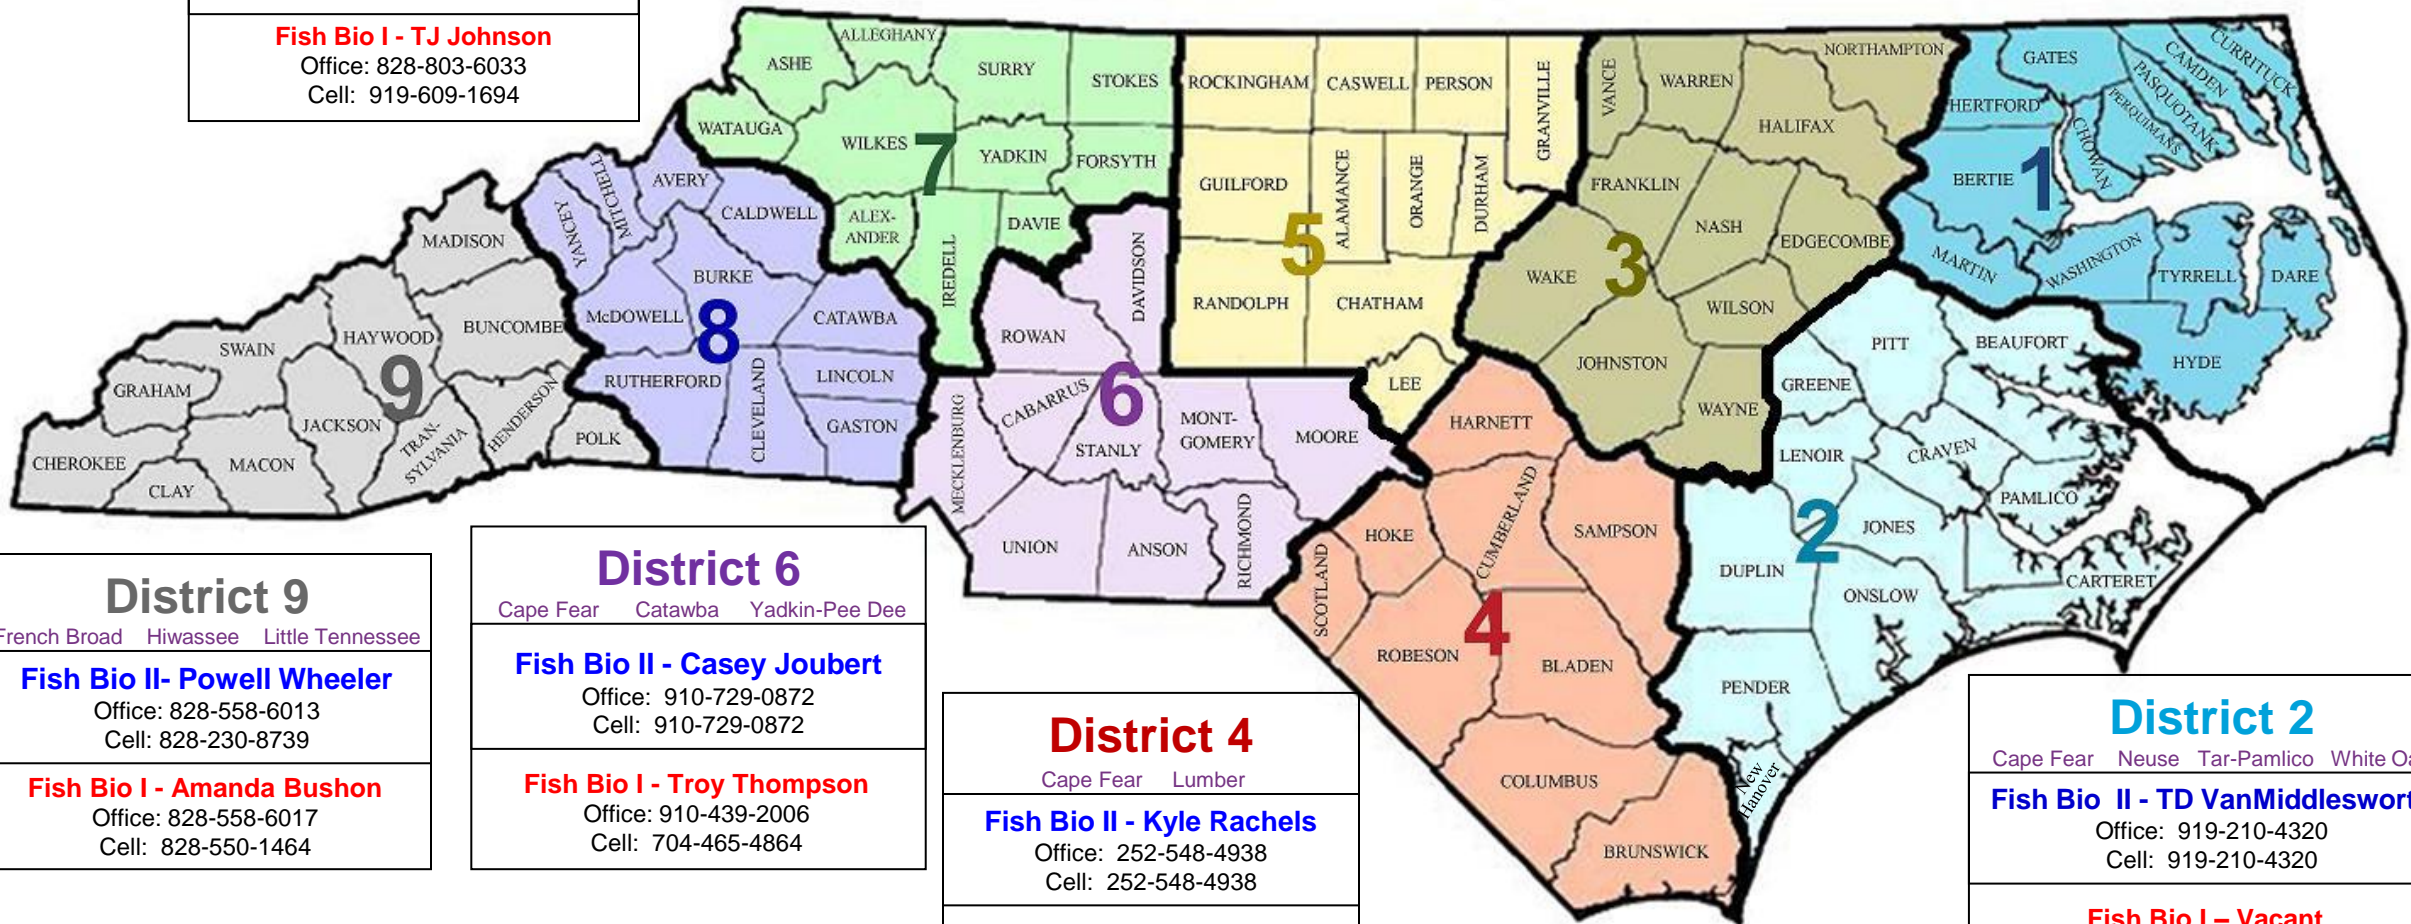 Fish Bio I - TJ Johnson
Office: 828-803-6033
Cell: 919-609-1694
ASHE
ALLEGHANY
SURRY
STOKES
WATAUGA
WILKES
YADKIN
FORSYTH
ALEX-
ANDER
IREDELL
DAVIE
7
ROCKINGHAM
CASWELL
PERSON
GRANVILLE
GUILFORD
ALAMANCE
ORANGE
DURHAM
RANDOLPH
CHATHAM
LEE
5
VANCE
WARREN
NORTHAMPTON
HALIFAX
FRANKLIN
NASH
EDGECOMBE
WAKE
WILSON
JOHNSTON
WAYNE
3
GATES
CAMDEN
CURRITUCK
PASQUOTANK
PERQUIMANS
HERTFORD
CHOWAN
BERTIE
MARTIN
WASHINGTON
TYRRELL
DARE
HYDE
1
MADISON
BUNCOMBE
HAYWOOD
SWAIN
GRAHAM
JACKSON
HENDERSON
TRAN-
SYLVANIA
POLK
CHEROKEE
CLAY
MACON
9
YANCEY
MITCHELL
AVERY
CALDWELL
BURKE
McDOWELL
CATAWBA
RUTHERFORD
CLEVELAND
LINCOLN
GASTON
8
DAVIDSON
ROWAN
CABARRUS
MECKLENBURG
STANLY
MONT-
GOMERY
MOORE
UNION
ANSON
RICHMOND
6
HARNETT
CUMBERLAND
HOKE
SAMPSON
SCOTLAND
ROBESON
BLADEN
COLUMBUS
BRUNSWICK
4
PITT
BEAUFORT
GREENE
LENOIR
CRAVEN
PAMLICO
JONES
DUPLIN
ONSLOW
CARTERET
PENDER
New
Hanover
2
District 9
French Broad Hiwassee Little Tennessee
Fish Bio II- Powell Wheeler
Office: 828-558-6013
Cell: 828-230-8739
Fish Bio I - Amanda Bushon
Office: 828-558-6017
Cell: 828-550-1464
District 6
Cape Fear Catawba Yadkin-Pee Dee
Fish Bio II - Casey Joubert
Office: 910-729-0872
Cell: 910-729-0872
Fish Bio I - Troy Thompson
Office: 910-439-2006
Cell: 704-465-4864
District 4
Cape Fear Lumber
Fish Bio II - Kyle Rachels
Office: 252-548-4938
Cell: 252-548-4938
District 2
Cape Fear Neuse Tar-Pamlico White Oa
Fish Bio II - TD VanMiddleswort
Office: 919-210-4320
Cell: 919-210-4320
Fish Bio I – Vacant